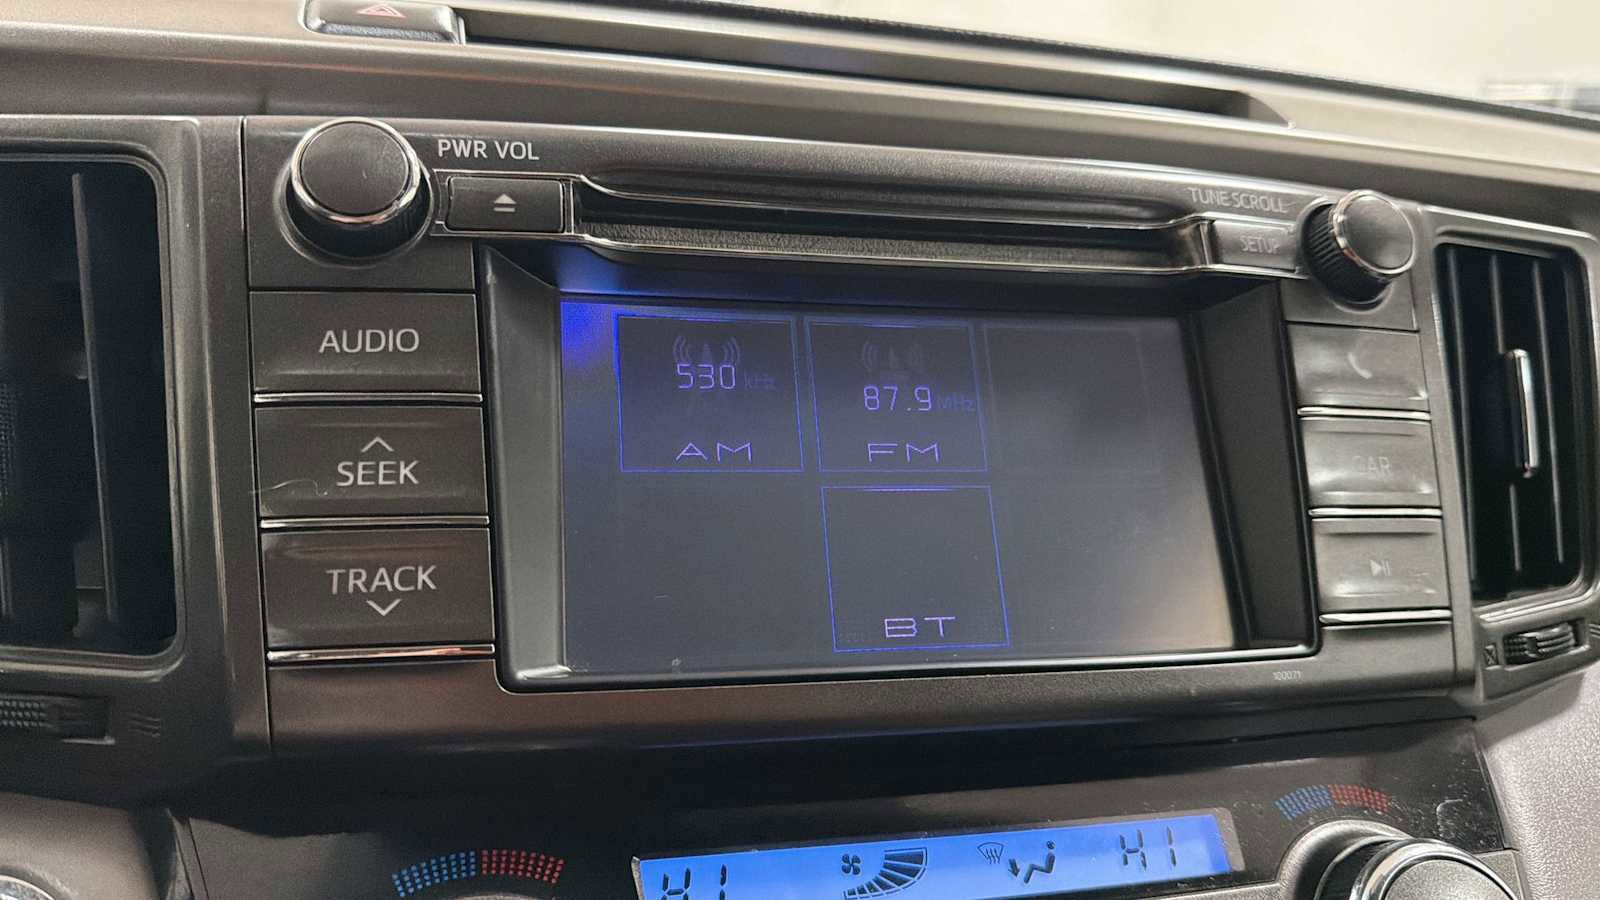 PWR VOL
TUNE SCROLL
SETUP
AUDIO
SEEK
TRACK
530 kHz
AM
87.9 MHz
FM
BT
CAR
100071
HI
HI